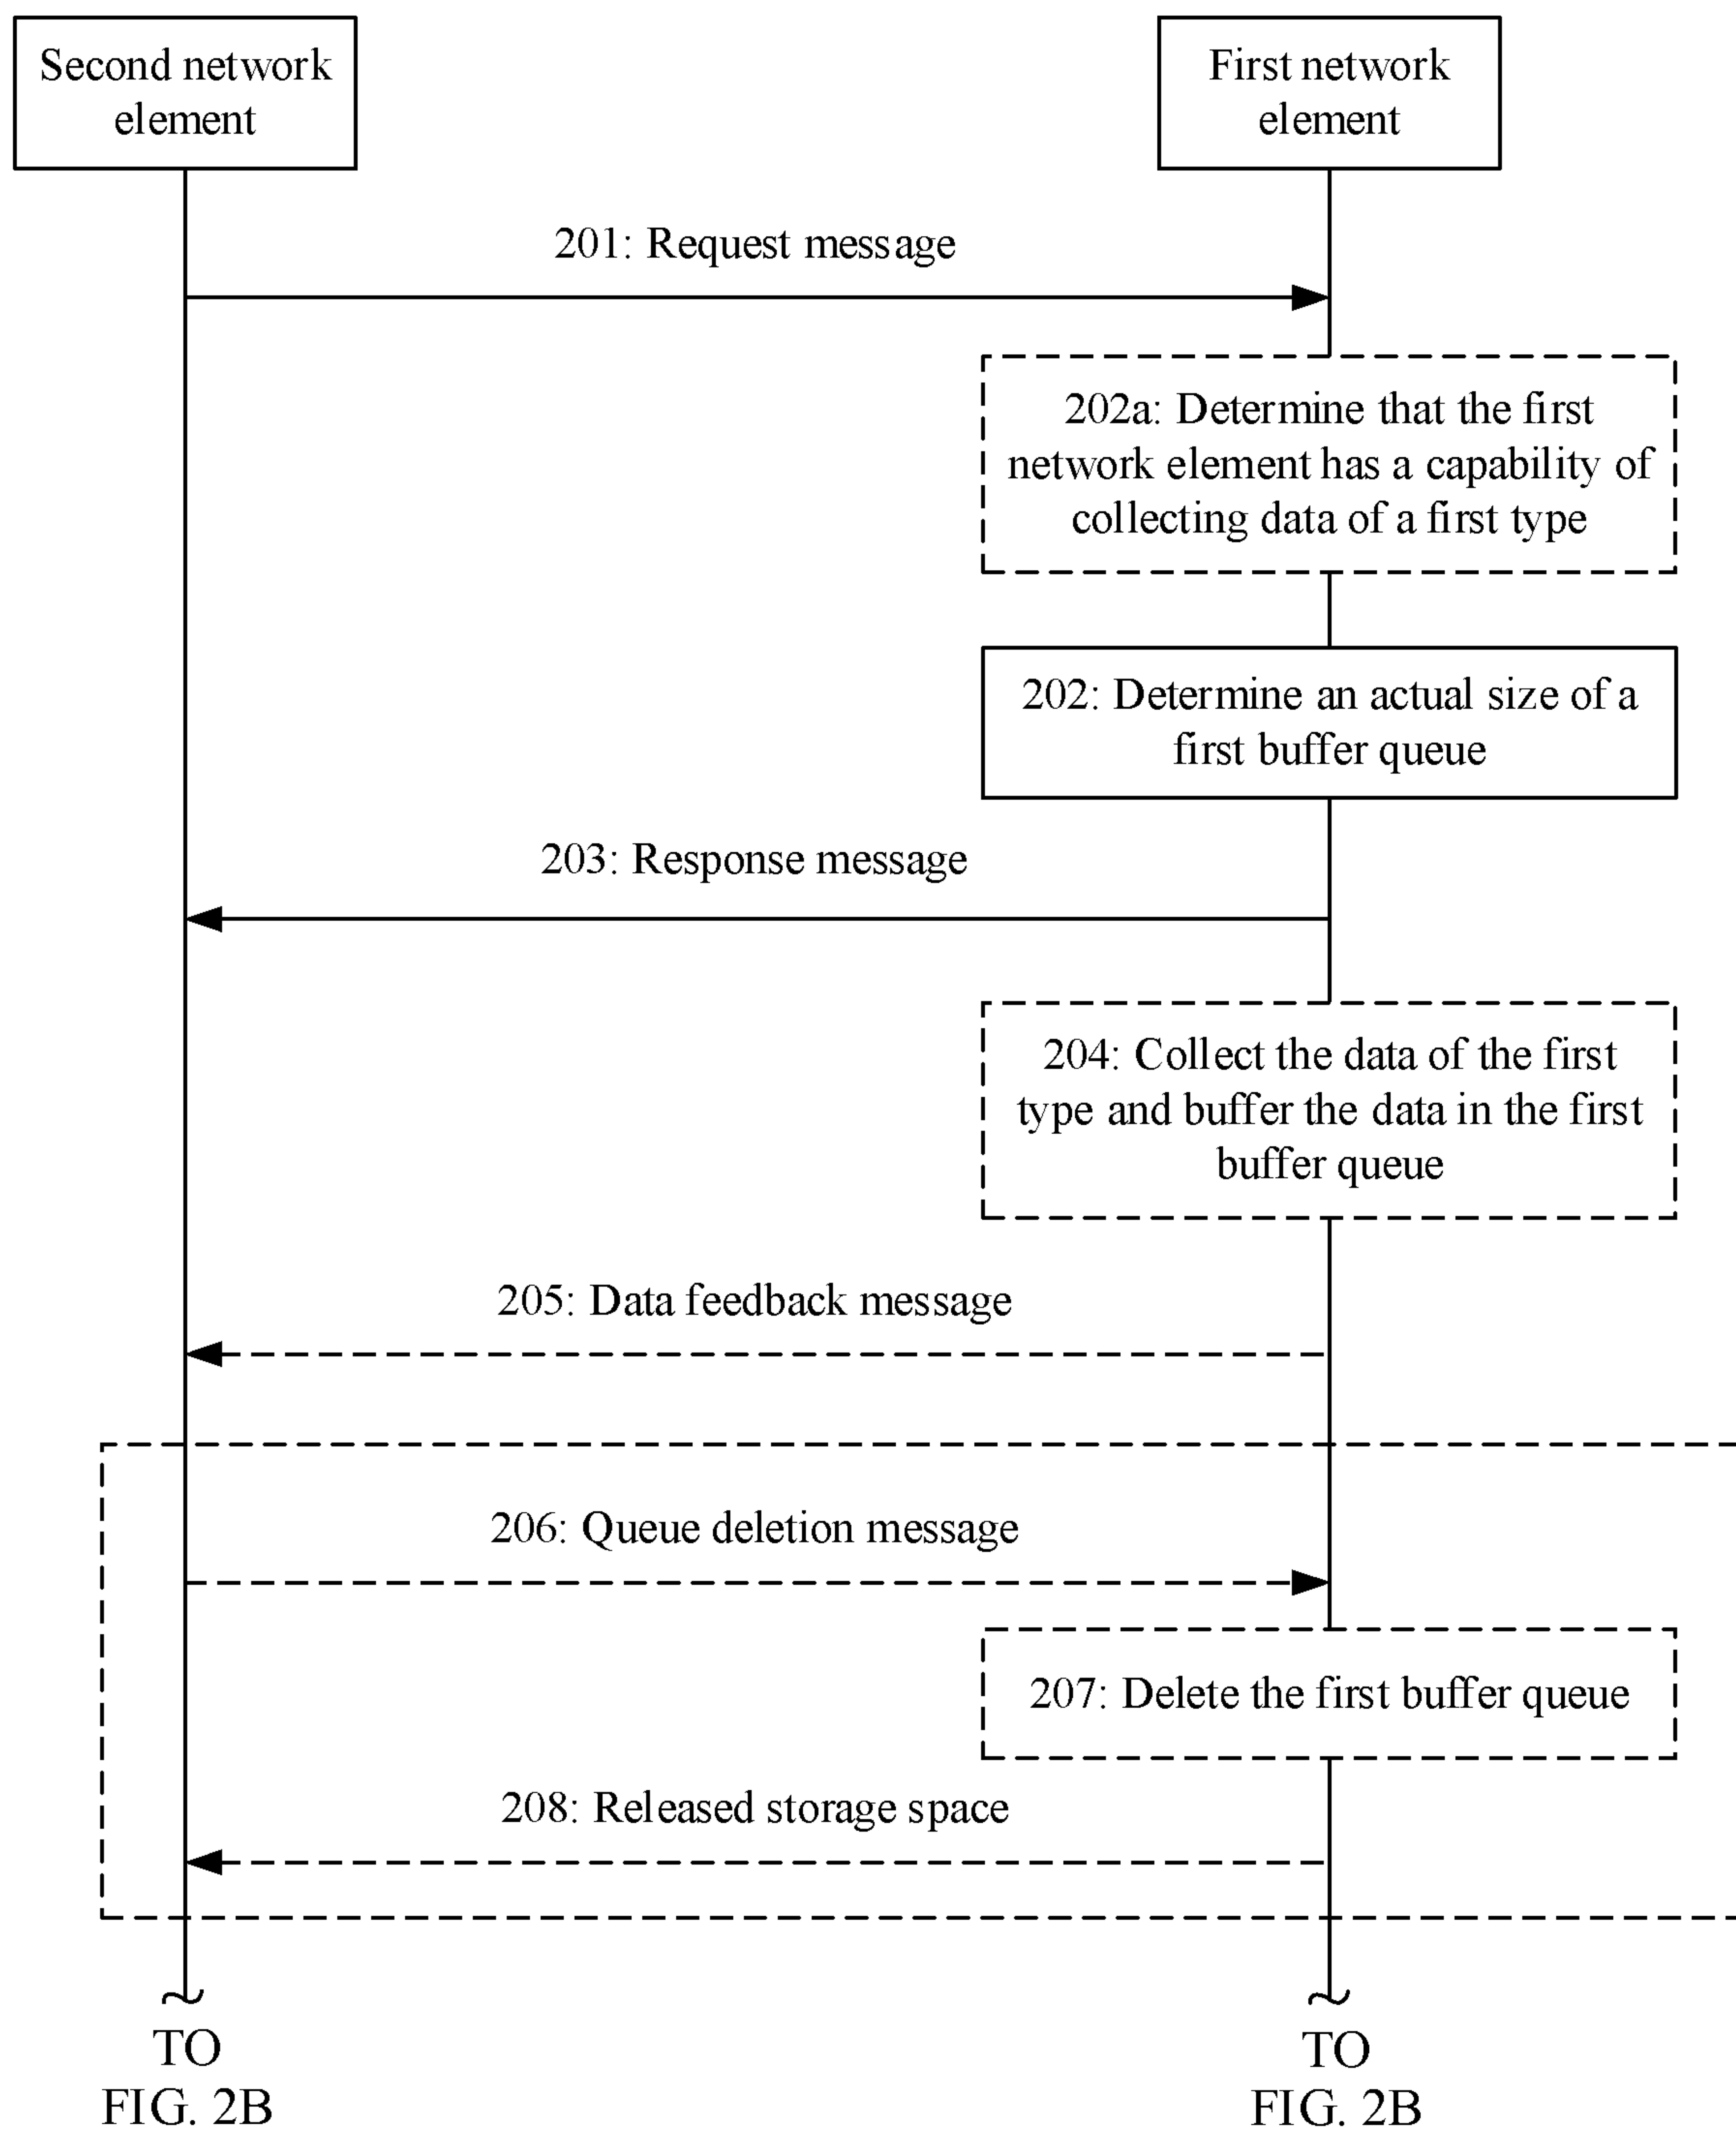 Second network
element
First network
element
201: Request message
202a: Determine that the first
network element has a capability of
collecting data of a first type
202: Determine an actual size of a
first buffer queue
203: Response message
204: Collect the data of the first
type and buffer the data in the first
buffer queue
205: Data feedback message
206: Queue deletion message
207: Delete the first buffer queue
208: Released storage space
TO
FIG. 2B
TO
FIG. 2B